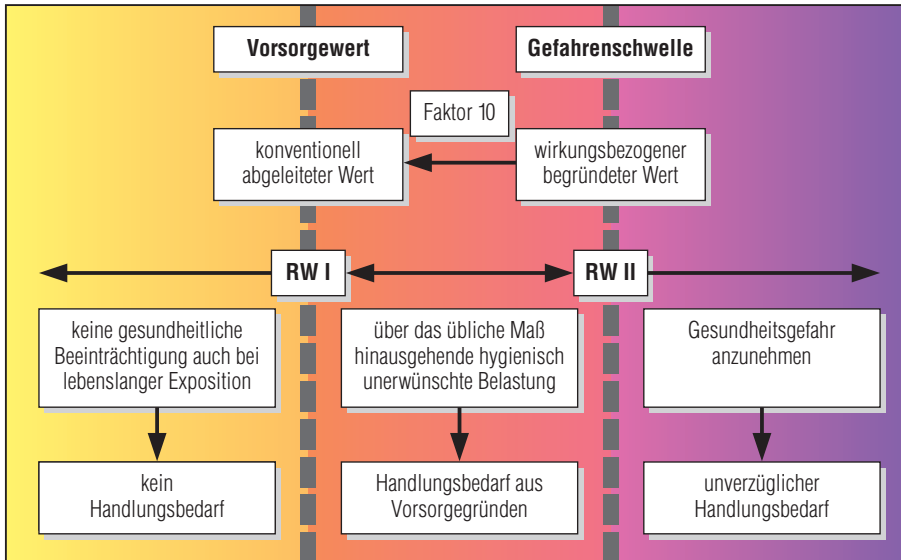 Vorsorgewert
Gefahrenschwelle
Faktor 10
konventionell
abgeleiteter Wert
wirkungsbezogener
begründeter Wert
RW I
RW II
keine gesundheitliche
Beeinträchtigung auch bei
lebenslanger Exposition
über das übliche Maß
hinausgehende hygienisch
unerwünschte Belastung
Gesundheitsgefahr
anzunehmen
kein
Handlungsbedarf
Handlungsbedarf aus
Vorsorgegründen
unverzüglicher
Handlungsbedarf